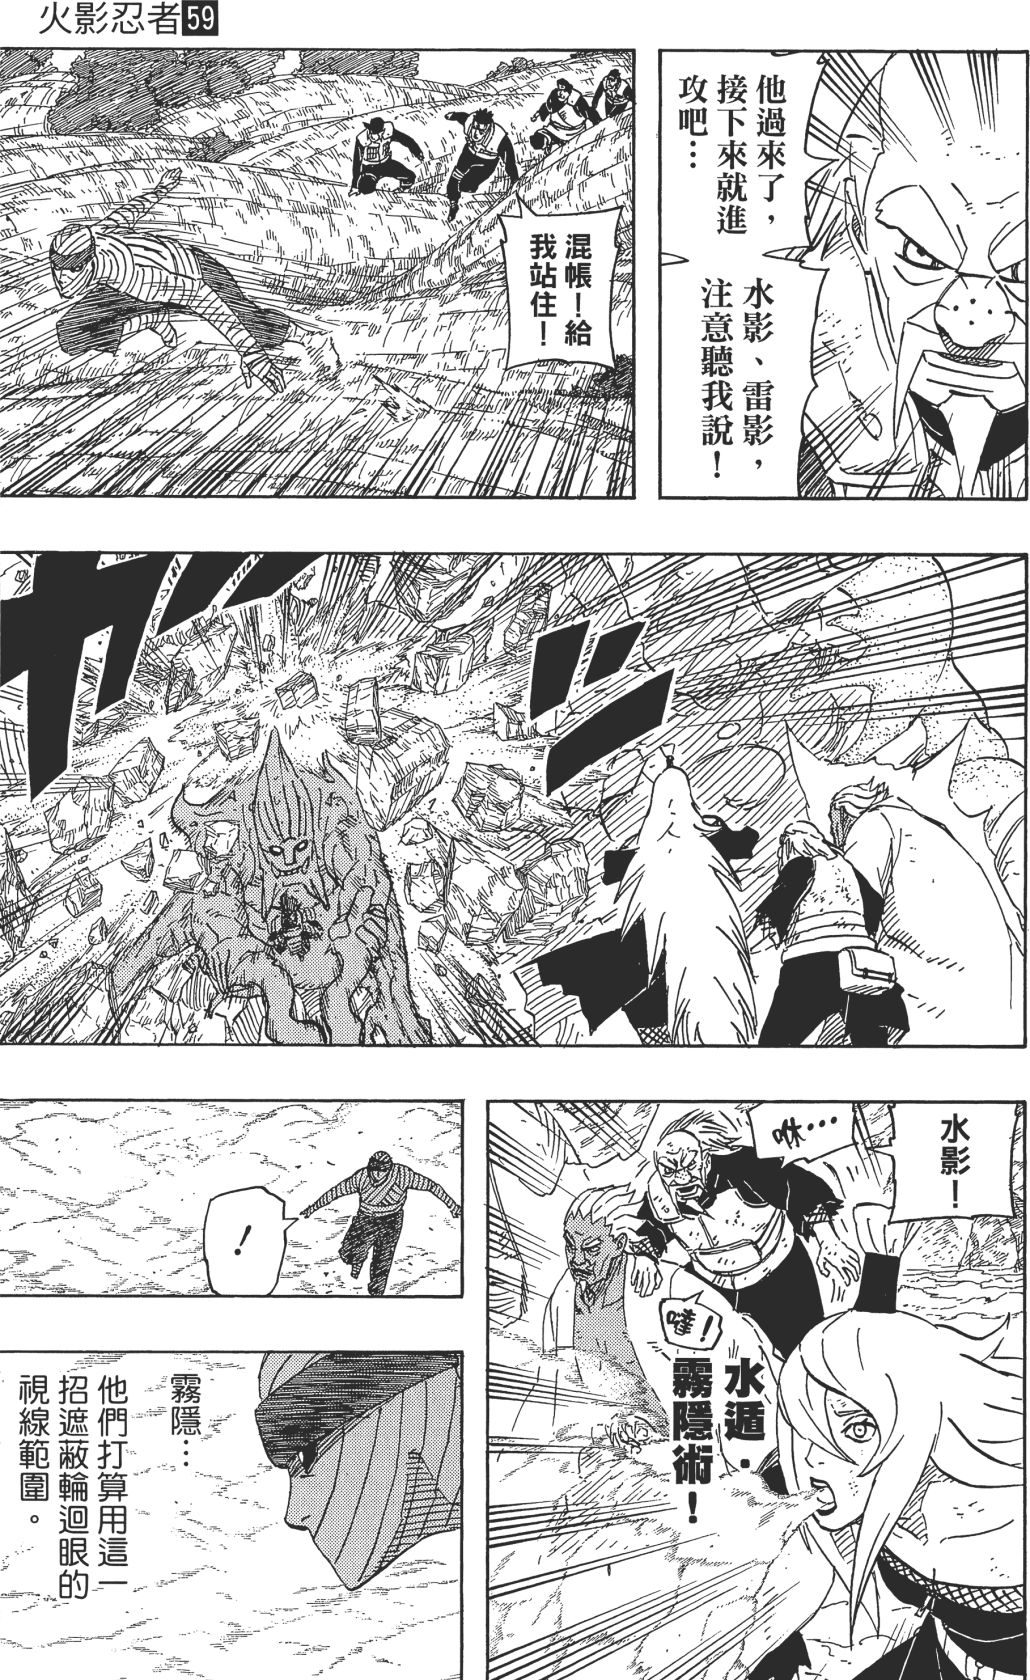 火影忍者59
他過來了，
接下來就進
攻吧…
水影、雷影，
注意聽我說！
混帳！給
我站住！
水影！
咻…
噠！
水遁．
霧隱術！
！
霧隱…
他們打算用這一
招遮蔽輪迴眼的
視線範圍。